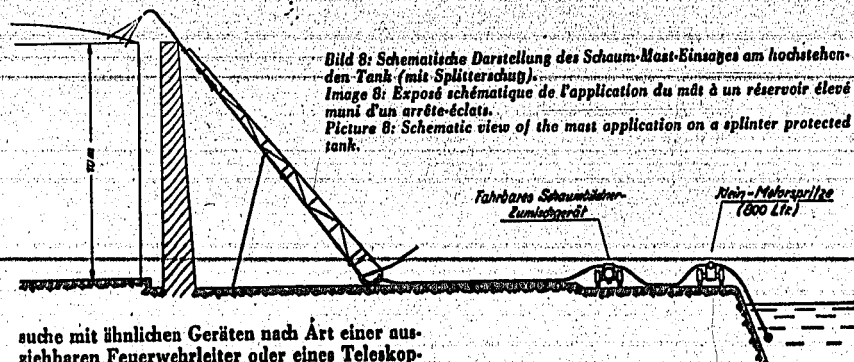 Bild 8: Schematische Darstellung des Schaum-Mast-Einsatzes am hochstehen-
den Tank (mit Splitterschutz).
Image 8: Exposé schématique de l'application du mât à un réservoir élevé
muni d'un arrête-éclats.
Picture 8: Schematic view of the mast application on a splinter protected
tank.
10 m
Fahrbares Schaumbildner-
Zumischgerät
Klein-Motorspritze
(800 Ltr.)
suche mit ähnlichen Geräten nach Art einer aus-
ziehbaren Feuerwehrleiter oder eines Teleskop-